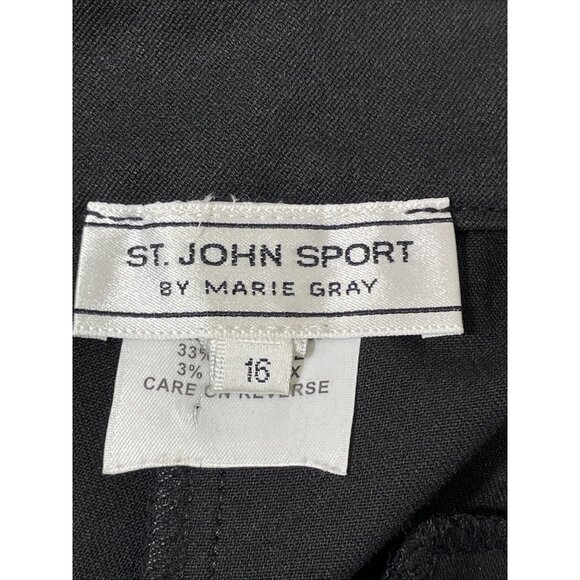 ST. JOHN SPORT
BY MARIE GRAY
33%
3%
16
CARE ON REVERSE